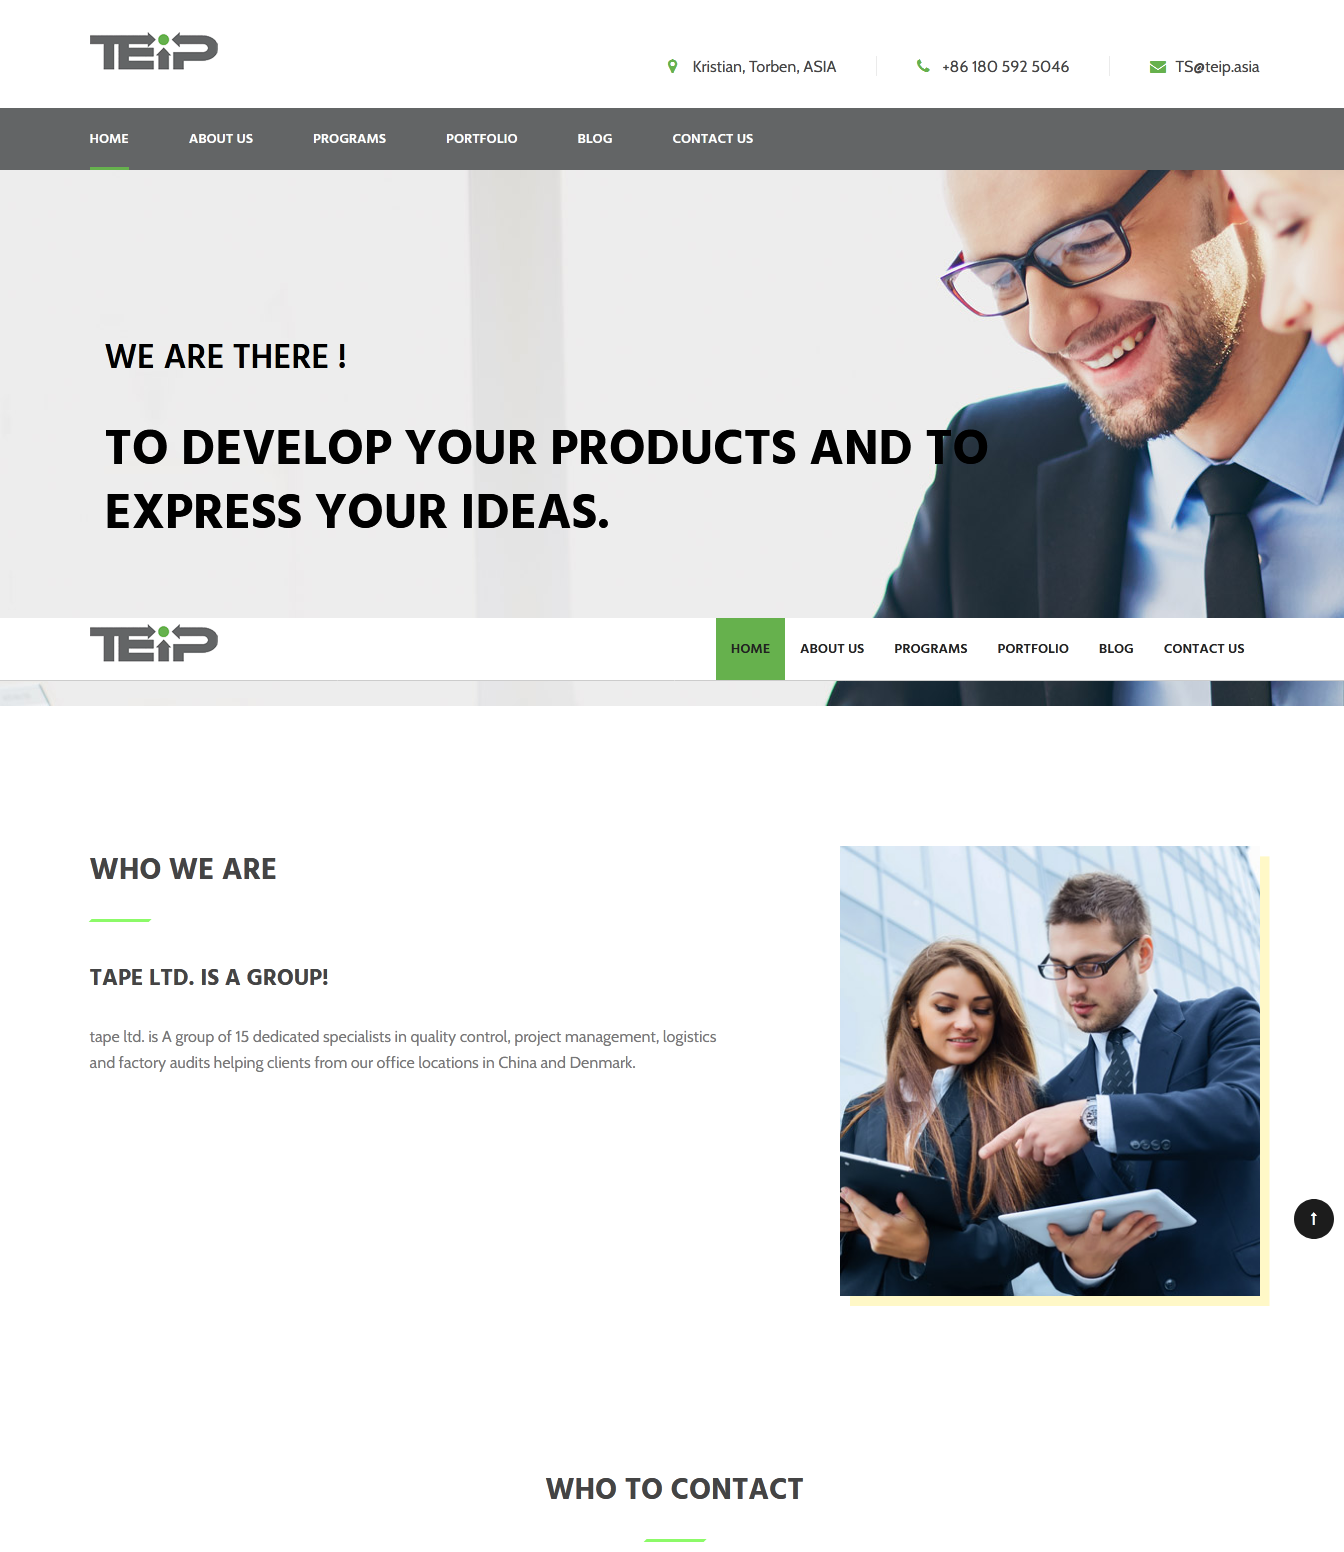 TEiP
Kristian, Torben, ASIA
+86 180 592 5046
TS@teip.asia
HOME ABOUT US PROGRAMS PORTFOLIO BLOG CONTACT US
WE ARE THERE !
TO DEVELOP YOUR PRODUCTS AND TO
EXPRESS YOUR IDEAS.
TEiP
HOME ABOUT US PROGRAMS PORTFOLIO BLOG CONTACT US
WHO WE ARE
TAPE LTD. IS A GROUP!
tape ltd. is A group of 15 dedicated specialists in quality control, project management, logistics
and factory audits helping clients from our office locations in China and Denmark.
WHO TO CONTACT